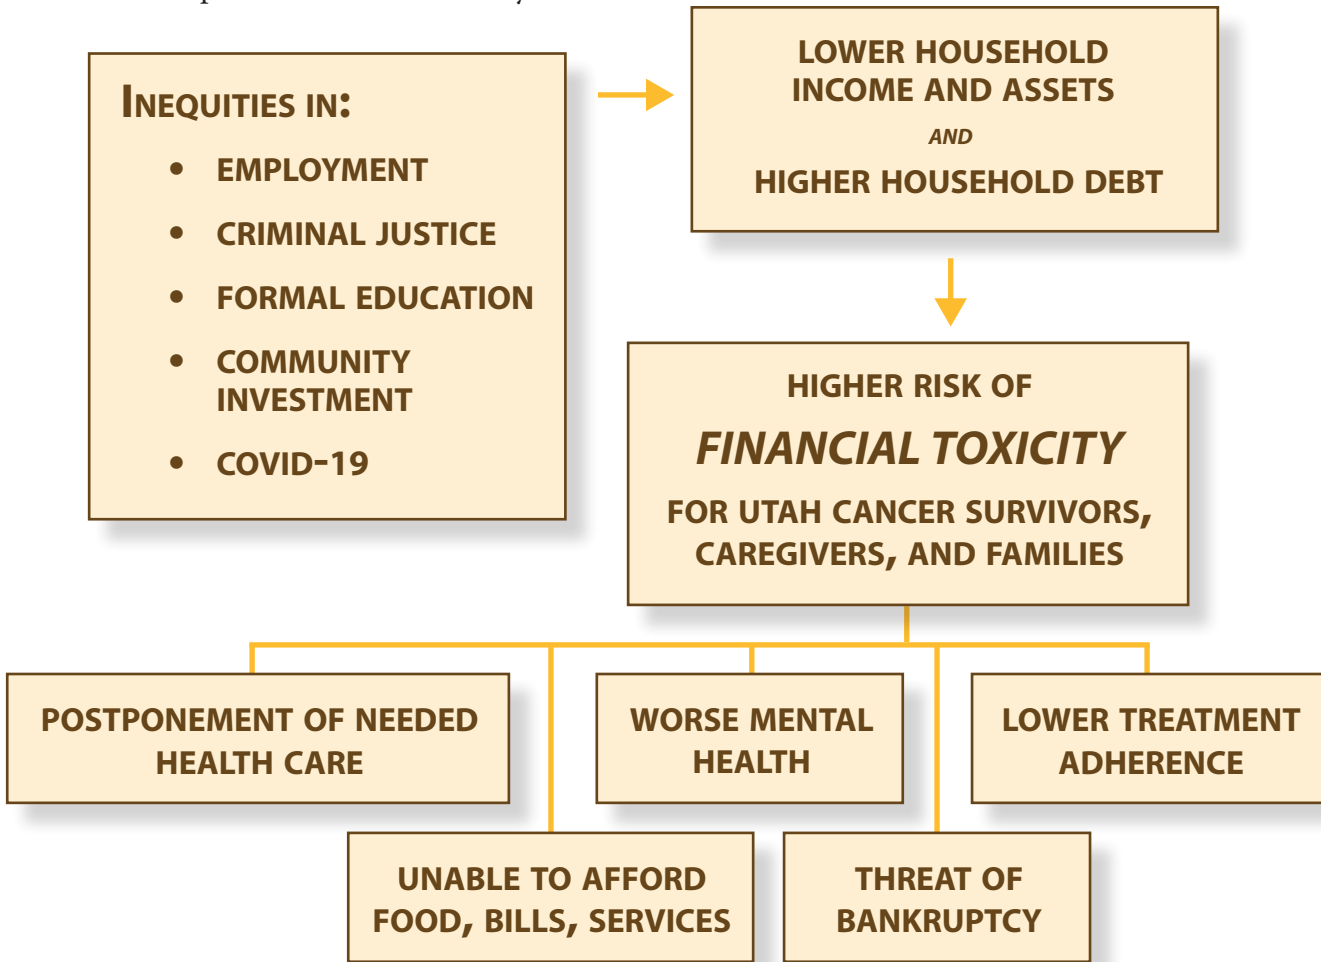 INEQUITIES IN:
• EMPLOYMENT
• CRIMINAL JUSTICE
• FORMAL EDUCATION
• COMMUNITY
INVESTMENT
• COVID-19
LOWER HOUSEHOLD
INCOME AND ASSETS
AND
HIGHER HOUSEHOLD DEBT
HIGHER RISK OF
FINANCIAL TOXICITY
FOR UTAH CANCER SURVIVORS,
CAREGIVERS, AND FAMILIES
POSTPONEMENT OF NEEDED
HEALTH CARE
WORSE MENTAL
HEALTH
LOWER TREATMENT
ADHERENCE
UNABLE TO AFFORD
FOOD, BILLS, SERVICES
THREAT OF
BANKRUPTCY